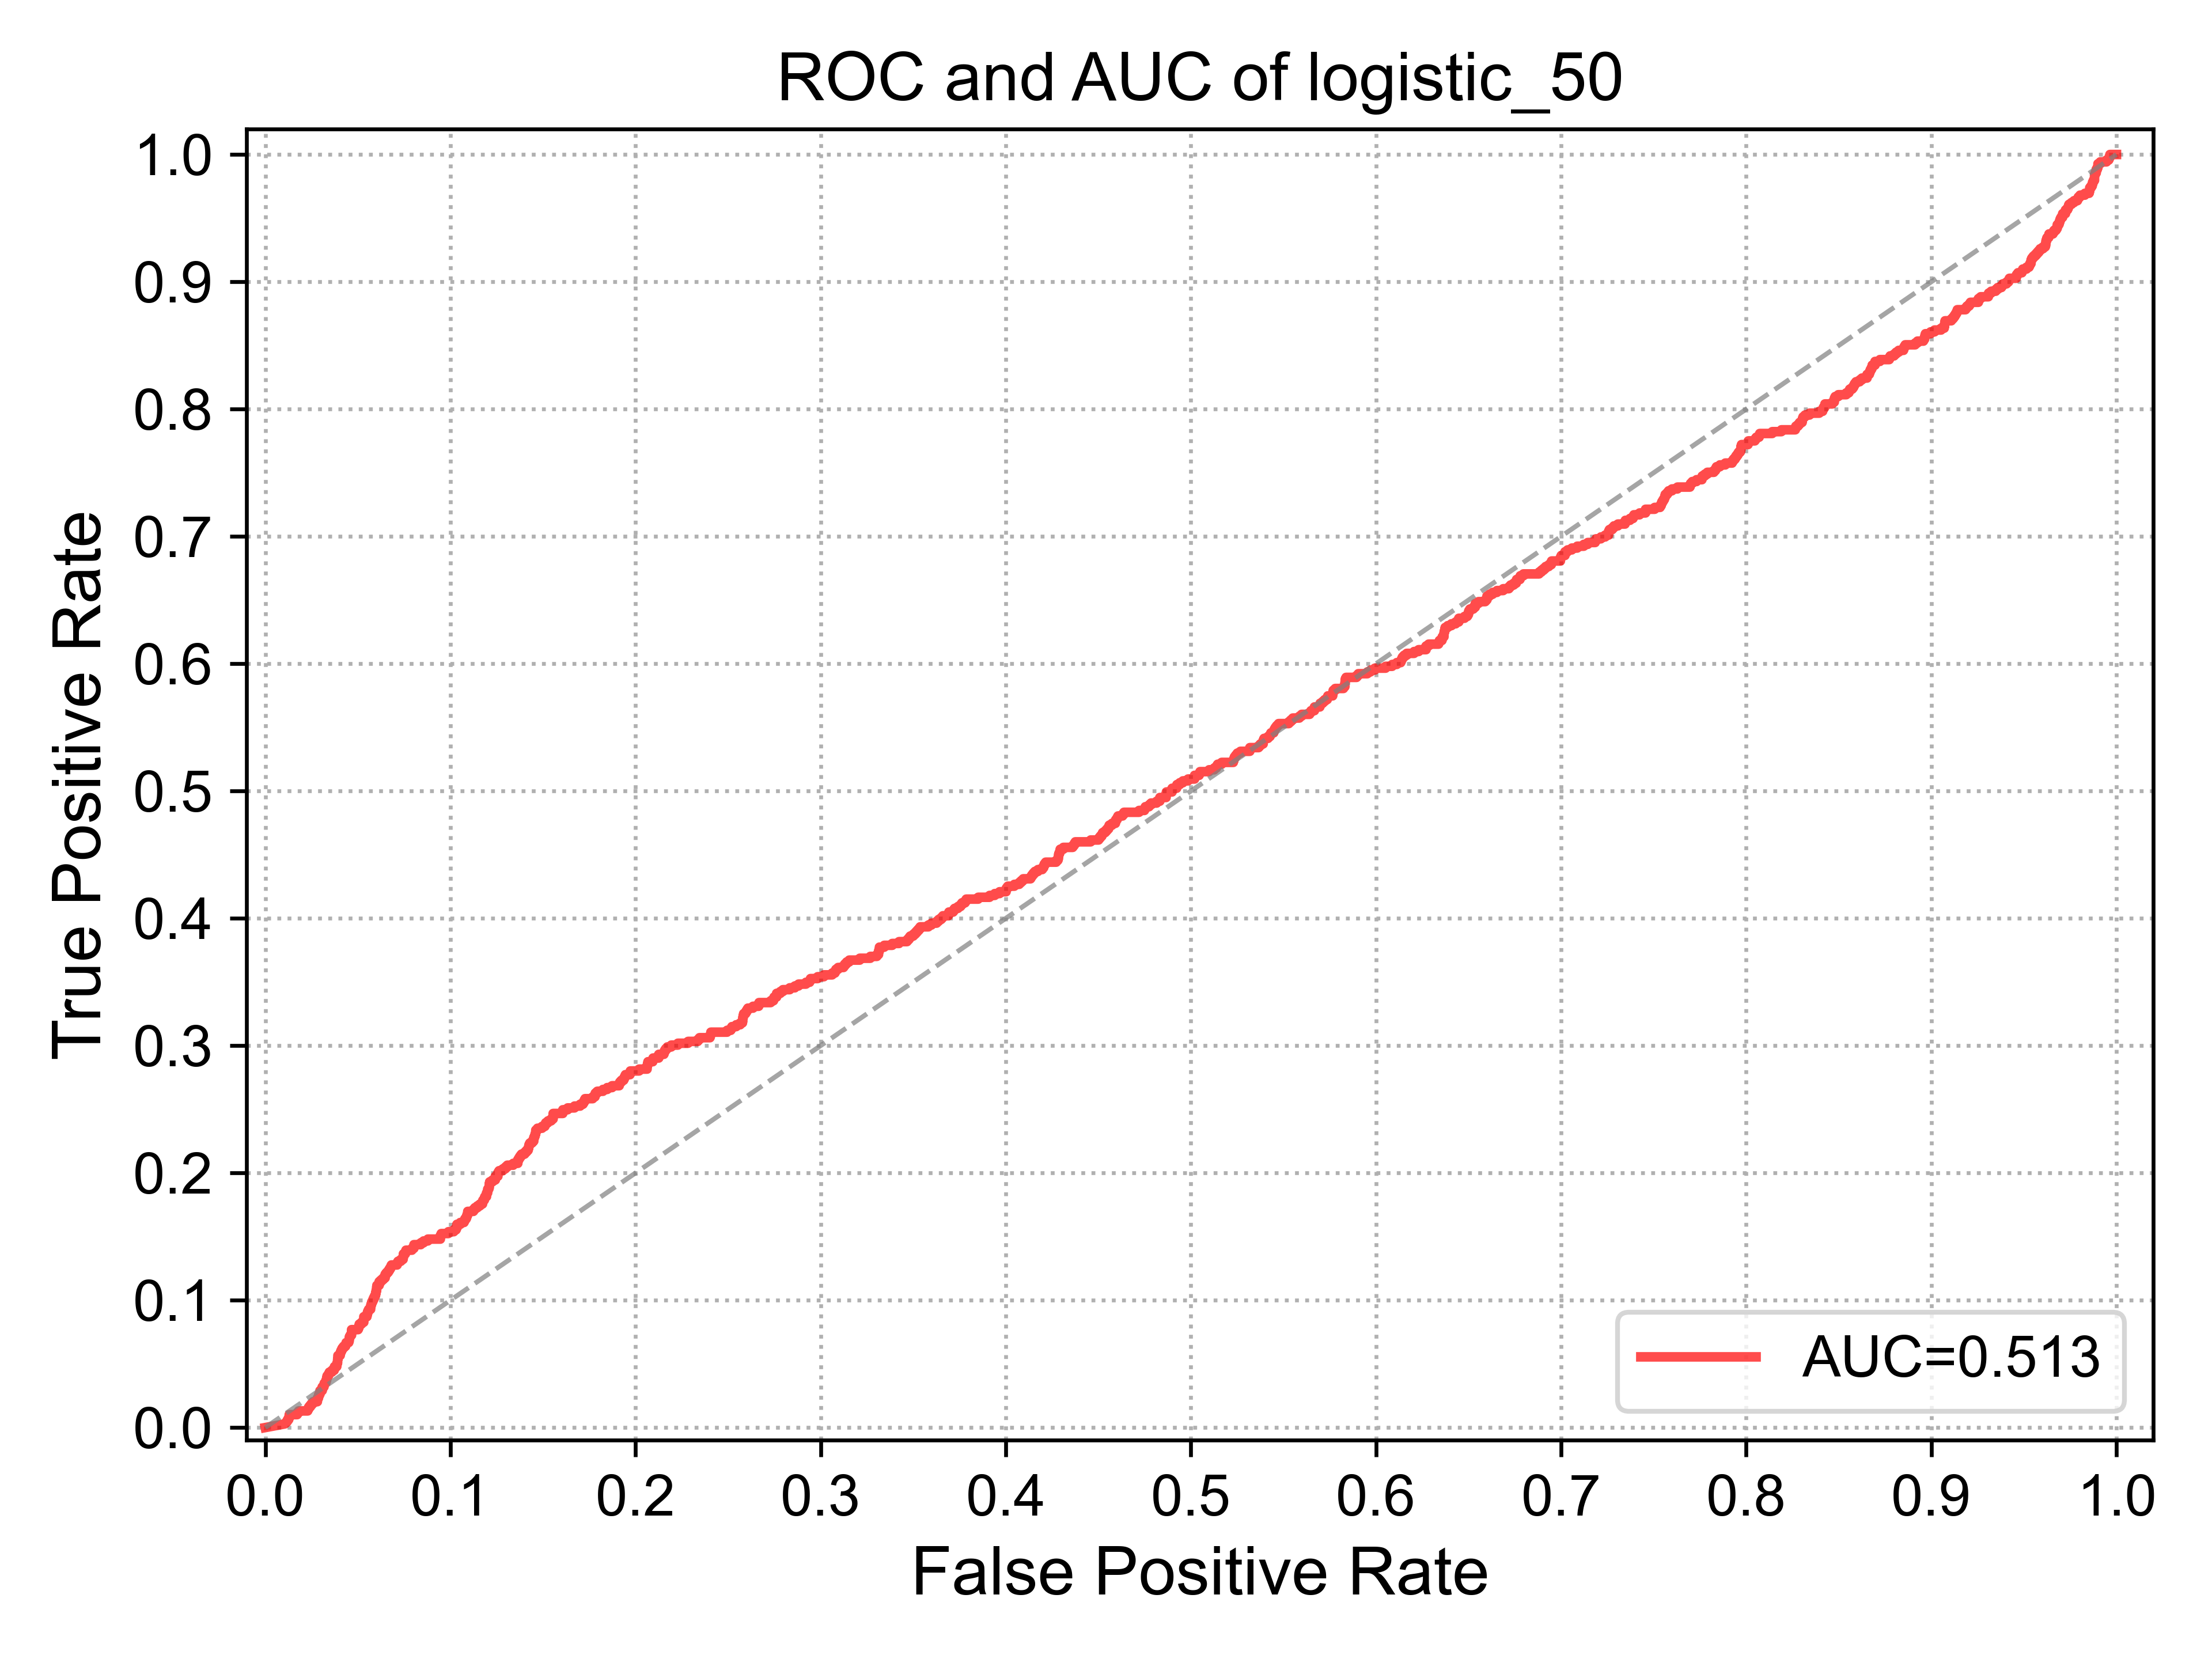 ROC and AUC of logistic_50
1.0
0.9
0.8
0.7
0.6
0.5
0.4
0.3
0.2
0.1
0.0
True Positive Rate
AUC=0.513
0.0 0.1 0.2 0.3 0.4 0.5 0.6 0.7 0.8 0.9 1.0
False Positive Rate